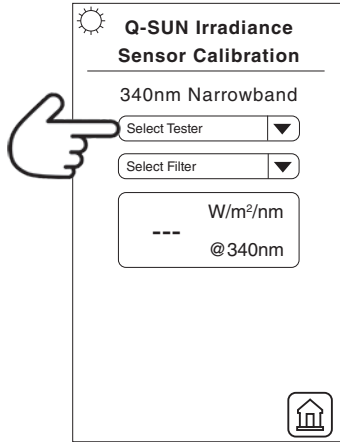 Q-SUN Irradiance
Sensor Calibration
340nm Narrowband
Select Tester
Select Filter
W/m²/nm
---
@340nm